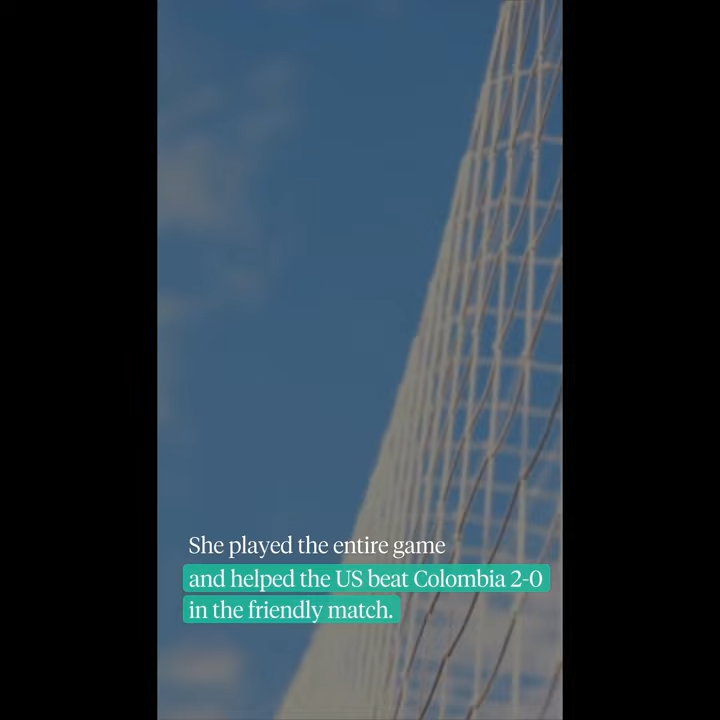 She played the entire game
and helped the US beat Colombia 2-0
in the friendly match.